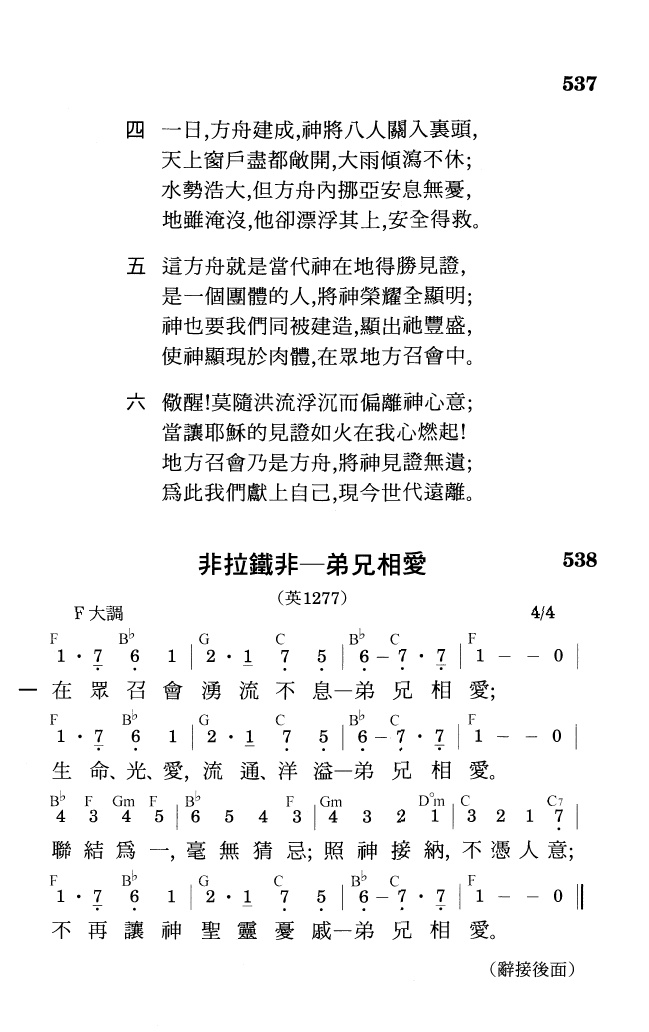 537
四 一日,方舟建成,神將八人關入裏頭,
天上窗戶盡都敞開,大雨傾瀉不休;
水勢浩大,但方舟內挪亞安息無憂,
地雖淹沒,他卻漂浮其上,安全得救。
五 這方舟就是當代神在地得勝見證,
是一個團體的人,將神榮耀全顯明;
神也要我們同被建造,顯出祂豐盛,
使神顯現於肉體,在眾地方召會中。
六 儆醒!莫隨洪流浮沉而偏離神心意;
當讓耶穌的見證如火在我心燃起!
地方召會乃是方舟,將神見證無遺;
爲此我們獻上自己,現今世代遠離。
非拉鐵非—弟兄相愛 538
(英1277)
F 大調 4/4
F B♭ G C B♭ C F
1 · 7 6 1 | 2 · 1 7 5 | 6 – 7 · 7 | 1 – – 0 |
一 在眾召會湧流不息—弟兄相愛;
F B♭ G C B♭ C F
1 · 7 6 1 | 2 · 1 7 5 | 6 – 7 · 7 | 1 – – 0 |
生命、光、愛,流通、洋溢—弟兄相愛。
B♭ F Gm F B♭ F Gm D°m C C7
4 3 4 5 | 6 5 4 3 | 4 3 2 1 | 3 2 1 7 |
聯結爲一,毫無猜忌;照神接納,不憑人意;
F B♭ G C B♭ C F
1 · 7 6 1 | 2 · 1 7 5 | 6 – 7 · 7 | 1 – – 0 ‖
不再讓神聖靈憂戚—弟兄相愛。
(辭接後面)